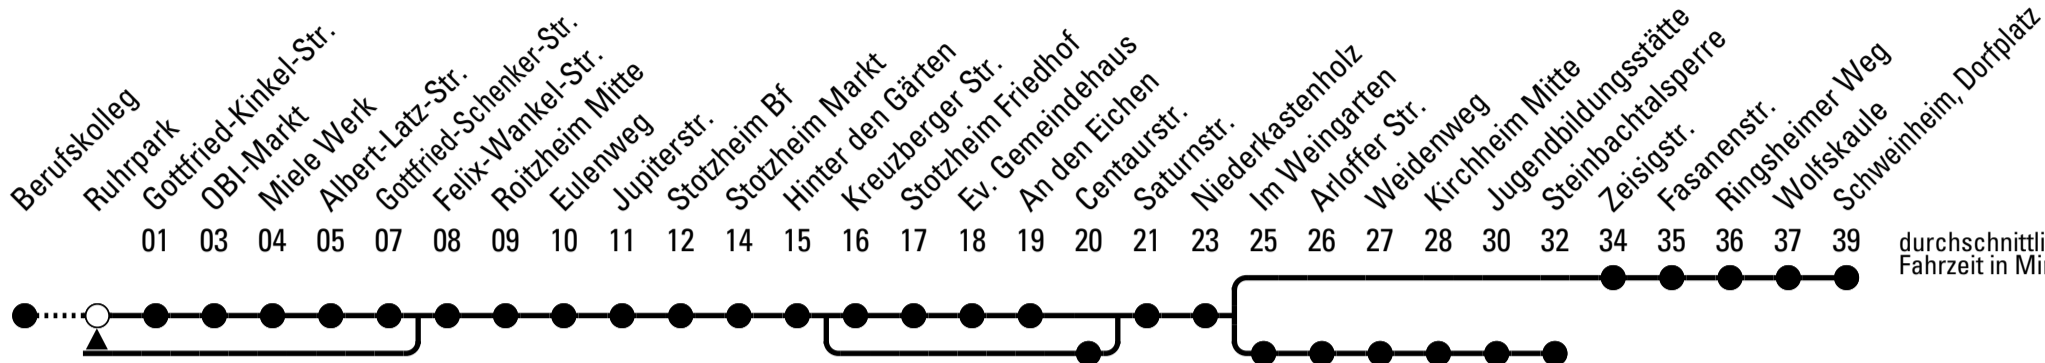 Berufskolleg
Ruhrpark
Gottfried-Kinkel-Str.
OBI-Markt
Miele Werk
Albert-Latz-Str.
Gottfried-Schenker-Str.
Felix-Wankel-Str.
Roitzheim Mitte
Eulenweg
Jupiterstr.
Stotzheim Bf
Stotzheim Markt
Hinter den Gärten
Kreuzberger Str.
Stotzheim Friedhof
Ev. Gemeindehaus
An den Eichen
Centaurstr.
Saturnstr.
Niederkastenholz
Im Weingarten
Arloffer Str.
Weidenweg
Kirchheim Mitte
Jugendbildungsstätte
Steinbachtalsperre
Zeisigstr.
Fasanenstr.
Ringsheimer Weg
Wolfskaule
Schweinheim, Dorfplatz
01 03 04 05 07 08 09 10 11 12 14 15 16 17 18 19 20 21 23 25 26 27 28 30 32 34 35 36 37 39
durchschnittli
Fahrzeit in Mi